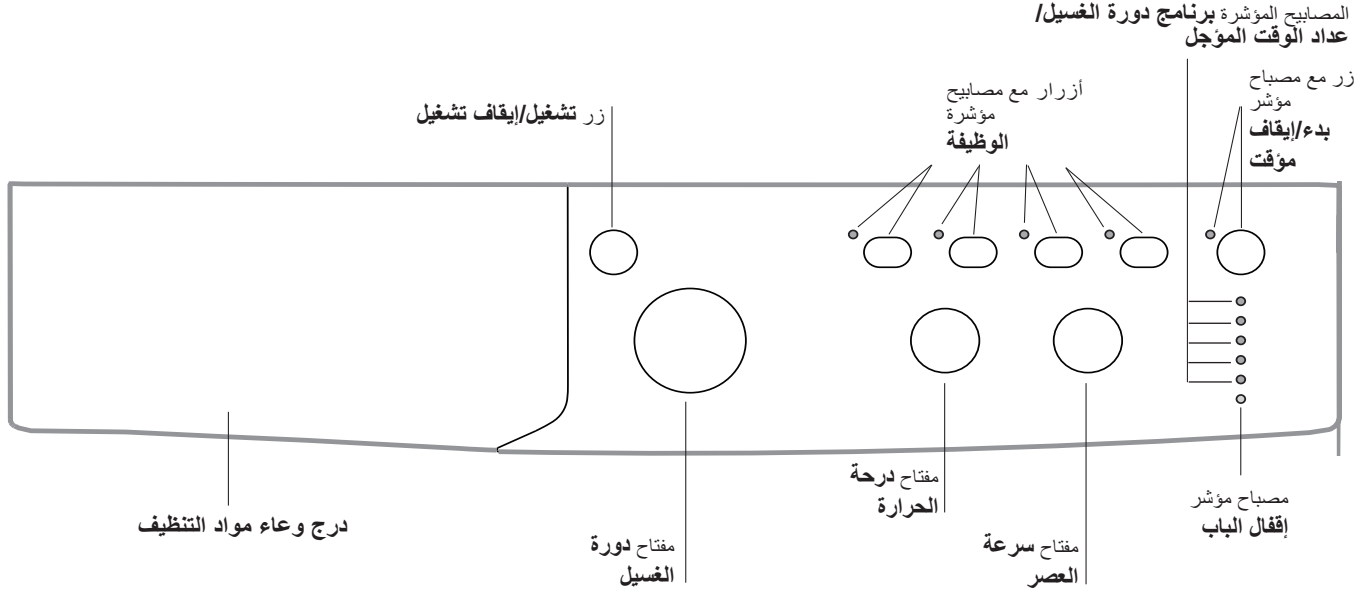 المصابيح المؤشرة برنامج دورة الغسيل/
عداد الوقت المؤجل
زر مع مصباح
مؤشر
بدء/إيقاف
مؤقت
أزرار مع مصابيح
مؤشرة
الوظيفة
زر تشغيل/إيقاف تشغيل
مصباح مؤشر
إقفال الباب
مفتاح سرعة
العصر
مفتاح درحة
الحرارة
مفتاح دورة
الغسيل
درج وعاء مواد التنظيف